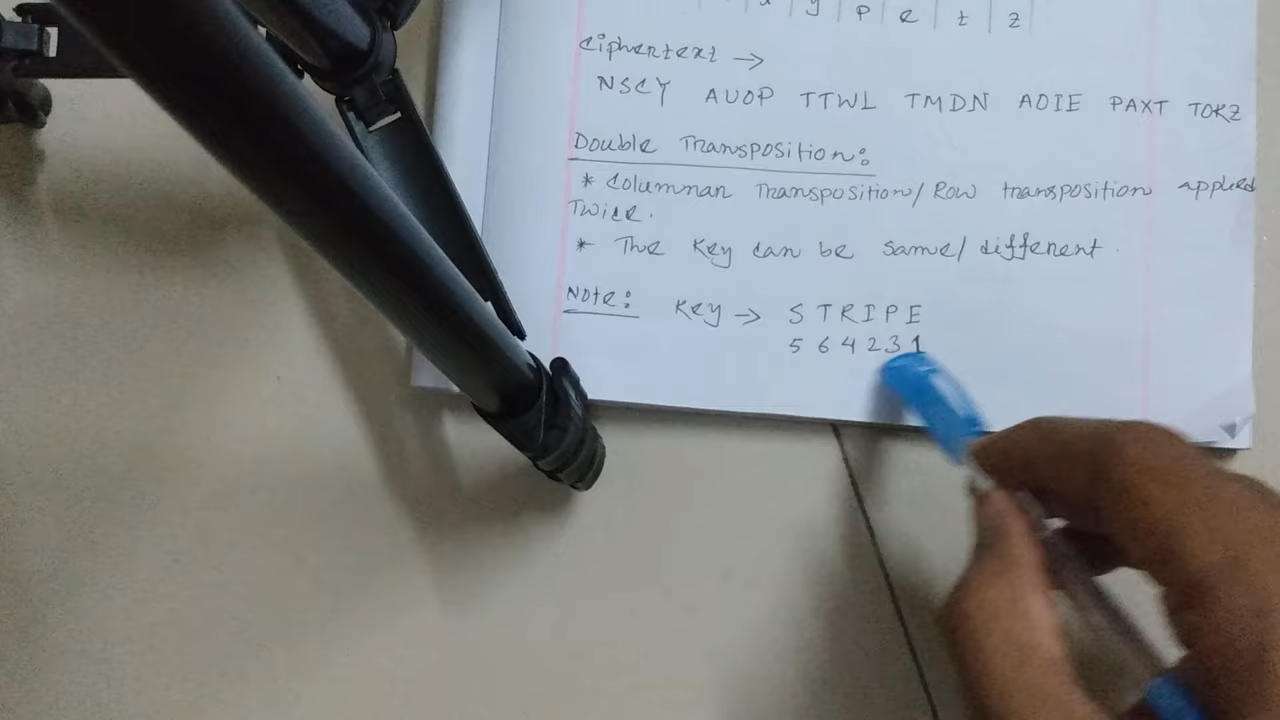 y p e t z
Ciphertext →
NSCY AUOP TTWL TMDN AOIE PAXT TOKZ
Double Transposition:
* Columnar Transposition/Row transposition applied
Twice.
* The Key can be same/different.
Note: Key → STRIPE
5 6 4 2 3 1